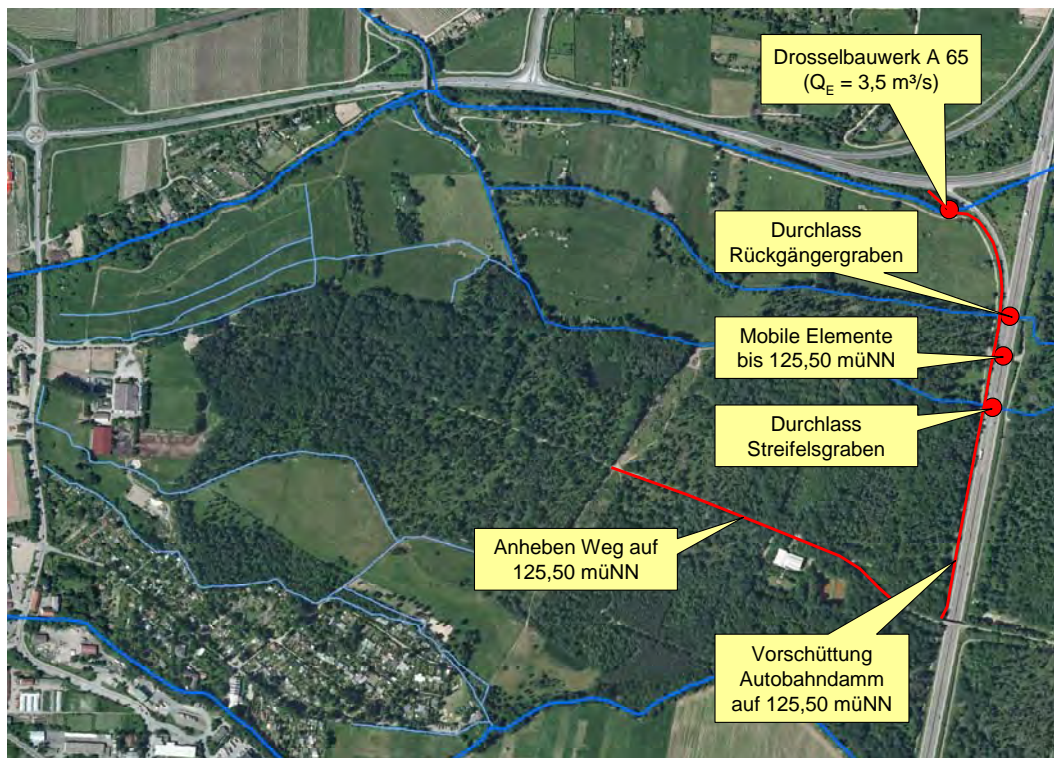 Drosselbauwerk A 65
(QE = 3,5 m³/s)
Durchlass
Rückgängergraben
Mobile Elemente
bis 125,50 müNN
Durchlass
Streifelsgraben
Anheben Weg auf
125,50 müNN
Vorschüttung
Autobahndamm
auf 125,50 müNN